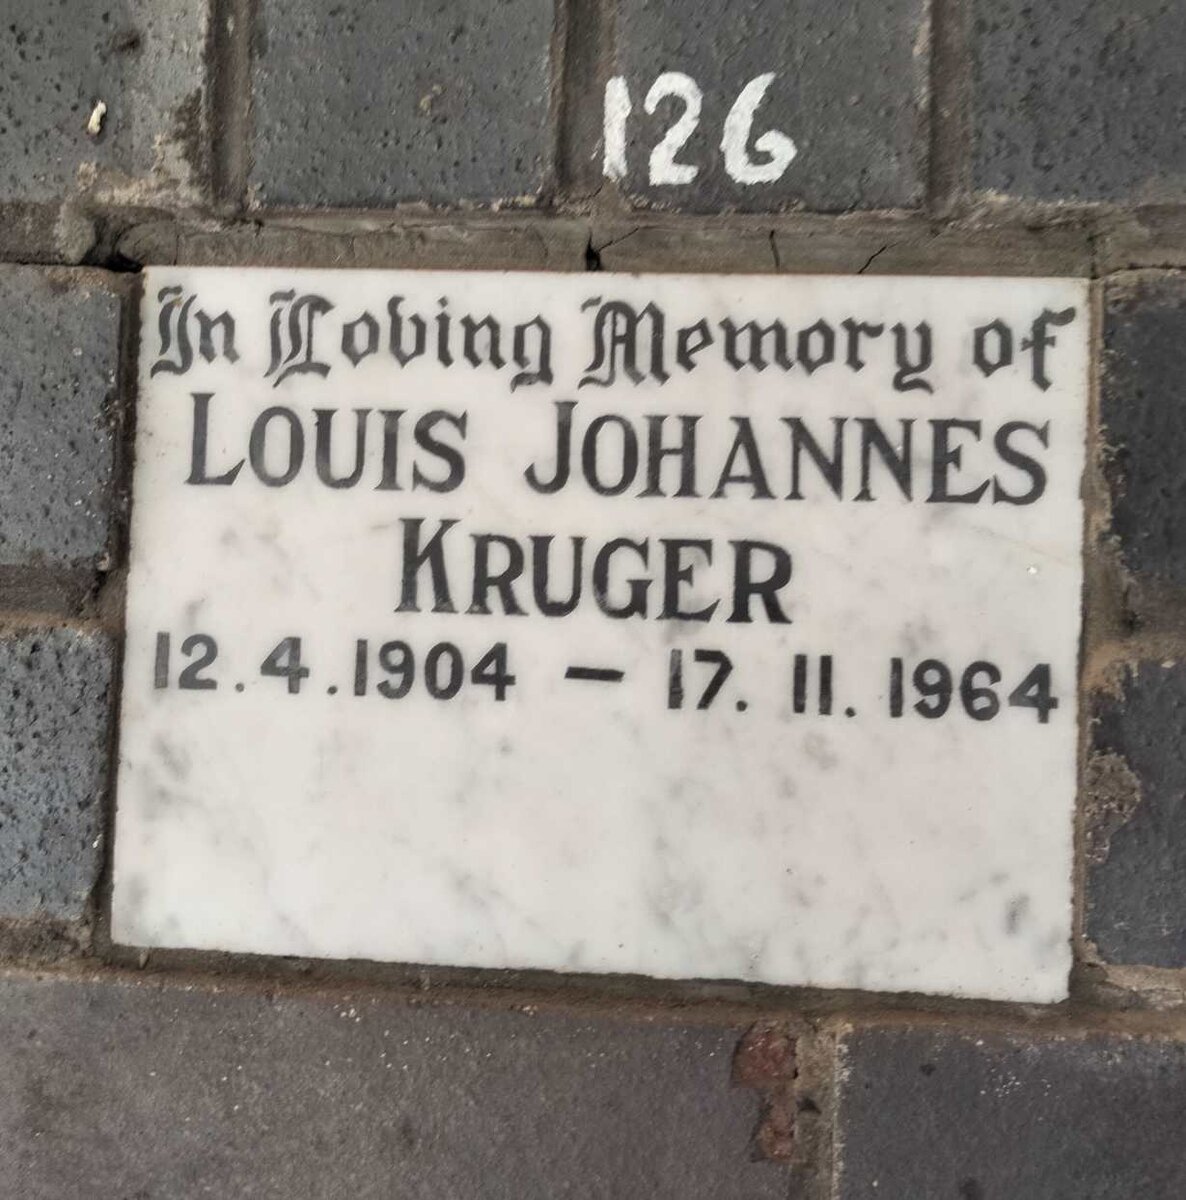 126
In Loving Memory of
LOUIS JOHANNES
KRUGER
12.4.1904 – 17.11.1964